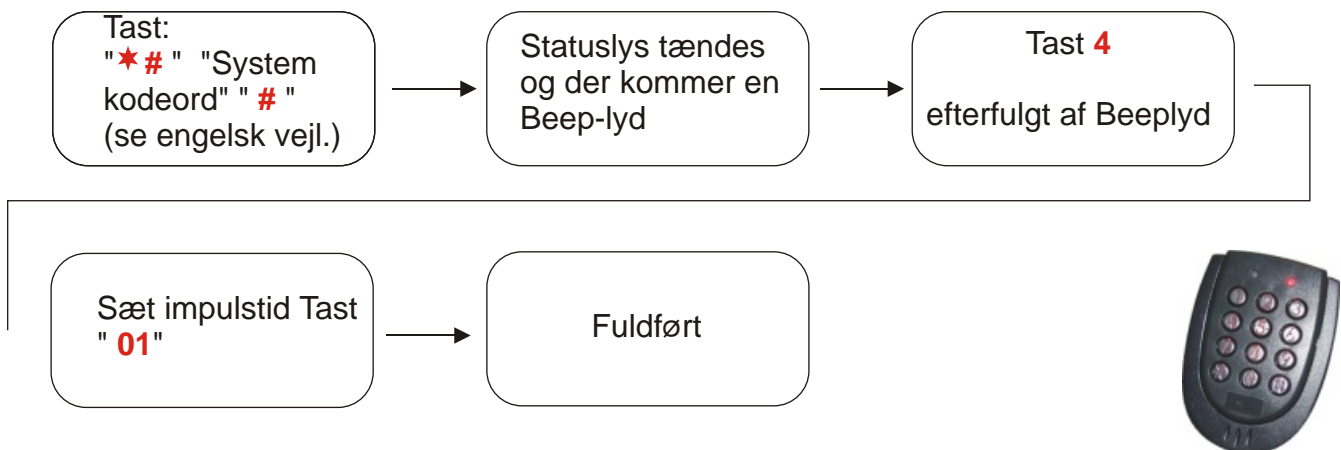 Tast:
"✶# " "System
kodeord" " # "
(se engelsk vejl.)
Statuslys tændes
og der kommer en
Beep-lyd
Tast 4
efterfulgt af Beeplyd
Sæt impulstid Tast
" 01"
Fuldført